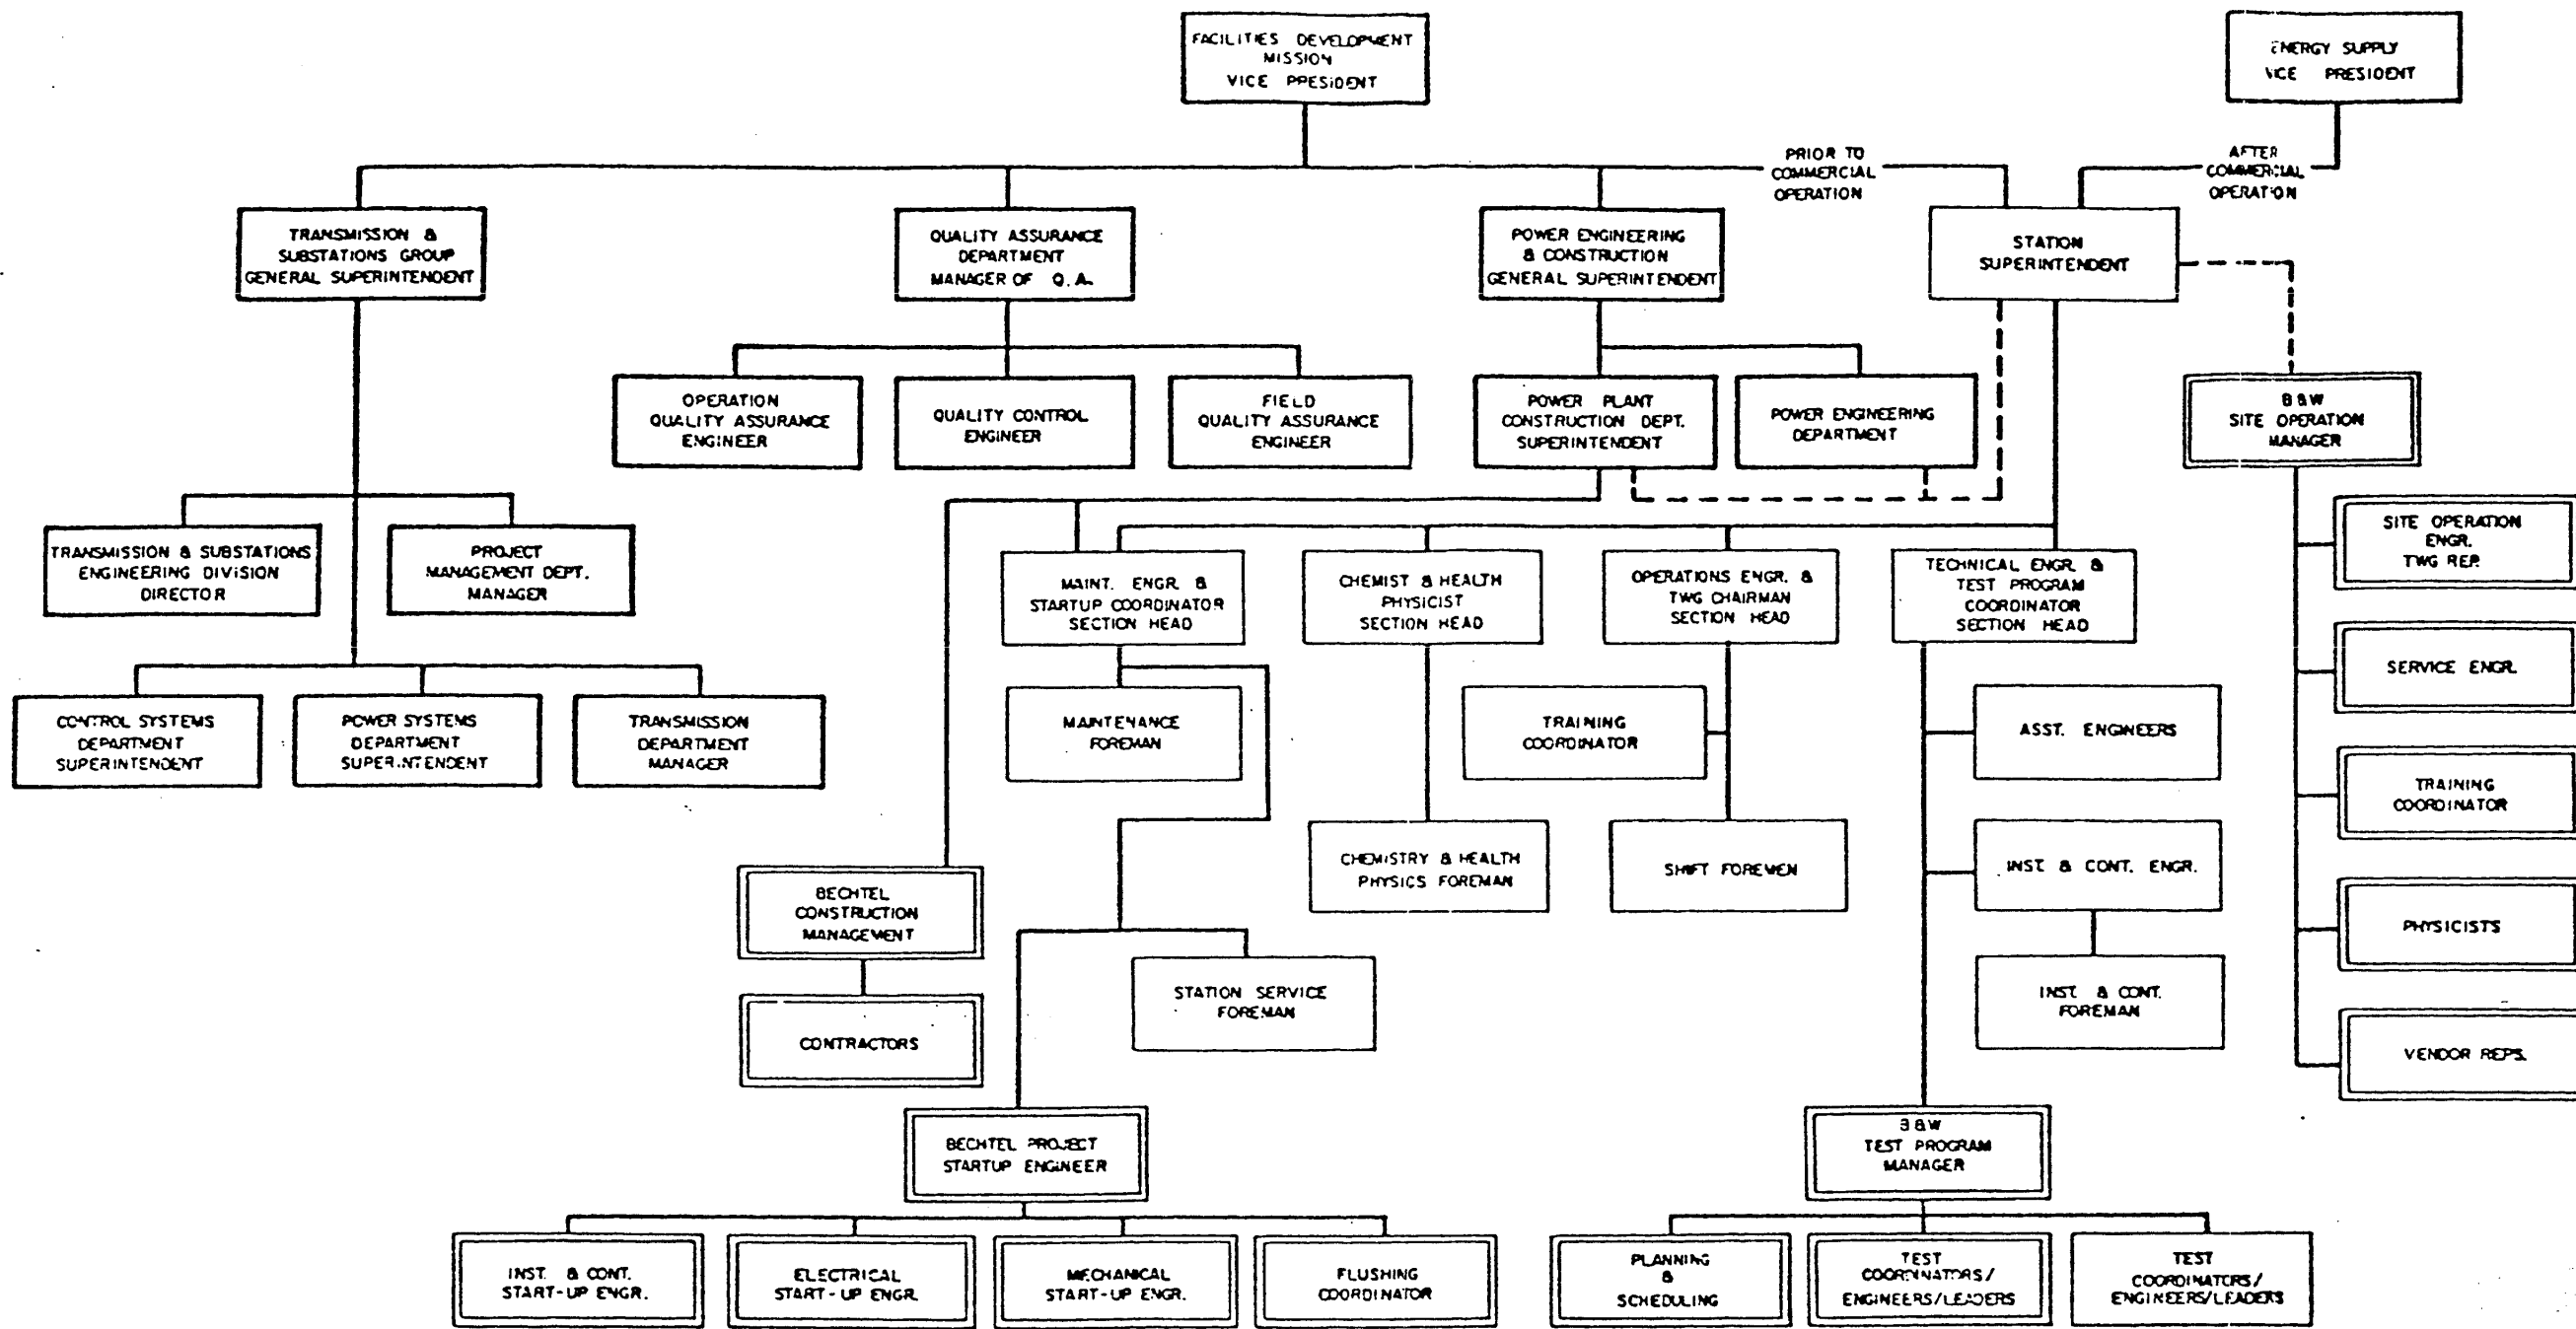 FACILITIES DEVELOPMENT
MISSION
VICE PRESIDENT
ENERGY SUPPLY
VICE PRESIDENT
PRIOR TO
COMMERCIAL
OPERATION
AFTER
COMMERCIAL
OPERATION
TRANSMISSION &
SUBSTATIONS GROUP
GENERAL SUPERINTENDENT
QUALITY ASSURANCE
DEPARTMENT
MANAGER OF Q.A.
POWER ENGINEERING
& CONSTRUCTION
GENERAL SUPERINTENDENT
STATION
SUPERINTENDENT
OPERATION
QUALITY ASSURANCE
ENGINEER
QUALITY CONTROL
ENGINEER
FIELD
QUALITY ASSURANCE
ENGINEER
POWER PLANT
CONSTRUCTION DEPT.
SUPERINTENDENT
POWER ENGINEERING
DEPARTMENT
B&W
SITE OPERATION
MANAGER
TRANSMISSION & SUBSTATIONS
ENGINEERING DIVISION
DIRECTOR
PROJECT
MANAGEMENT DEPT.
MANAGER
MAINT. ENGR. &
STARTUP COORDINATOR
SECTION HEAD
CHEMIST & HEALTH
PHYSICIST
SECTION HEAD
OPERATIONS ENGR. &
TWG CHAIRMAN
SECTION HEAD
TECHNICAL ENGR. &
TEST PROGRAM
COORDINATOR
SECTION HEAD
SITE OPERATION
ENGR.
TWG REP.
SERVICE ENGR.
CONTROL SYSTEMS
DEPARTMENT
SUPERINTENDENT
POWER SYSTEMS
DEPARTMENT
SUPERINTENDENT
TRANSMISSION
DEPARTMENT
MANAGER
MAINTENANCE
FOREMAN
TRAINING
COORDINATOR
ASST. ENGINEERS
TRAINING
COORDINATOR
BECHTEL
CONSTRUCTION
MANAGEMENT
CHEMISTRY & HEALTH
PHYSICS FOREMAN
SHIFT FOREMEN
INST. & CONT. ENGR.
PHYSICISTS
CONTRACTORS
STATION SERVICE
FOREMAN
INST. & CONT.
FOREMAN
VENDOR REPS.
BECHTEL PROJECT
STARTUP ENGINEER
B&W
TEST PROGRAM
MANAGER
INST. & CONT.
START-UP ENGR.
ELECTRICAL
START-UP ENGR.
MECHANICAL
START-UP ENGR.
FLUSHING
COORDINATOR
PLANNING
&
SCHEDULING
TEST
COORDINATORS/
ENGINEERS/LEADERS
TEST
COORDINATORS/
ENGINEERS/LEADERS